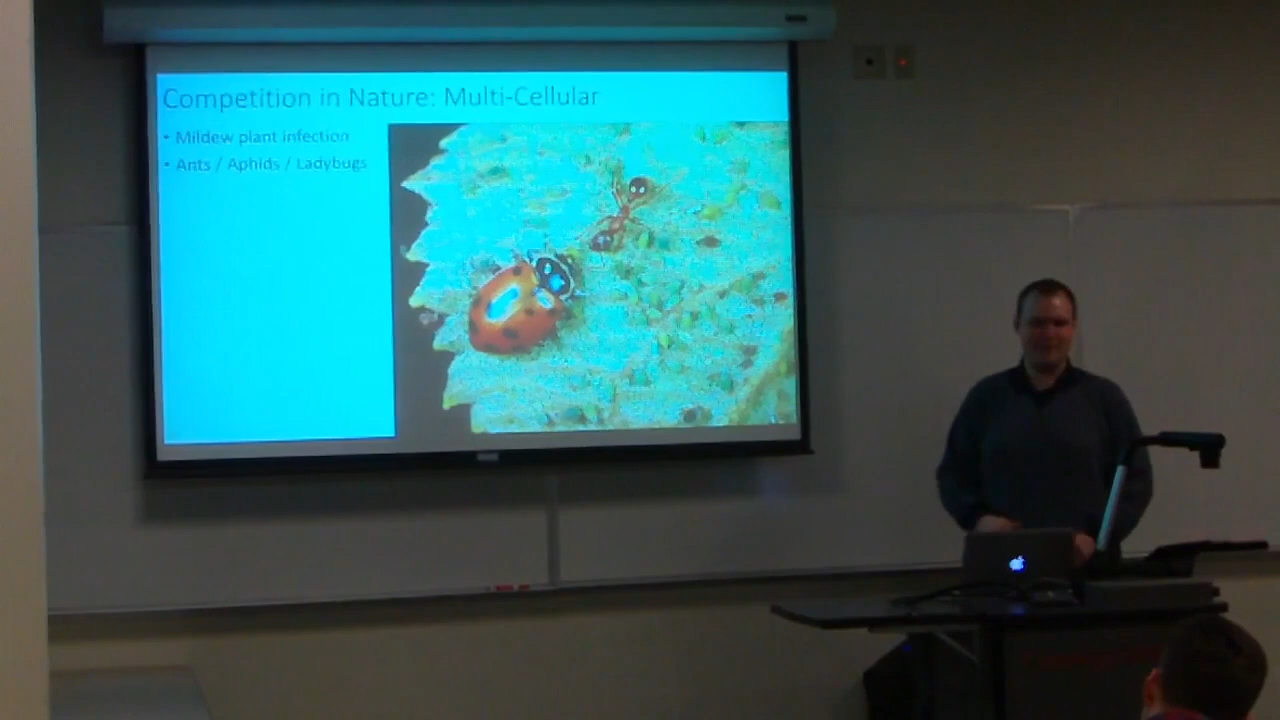 Competition in Nature: Multi-Cellular
• Mildew plant infection
• Ants / Aphids / Ladybugs